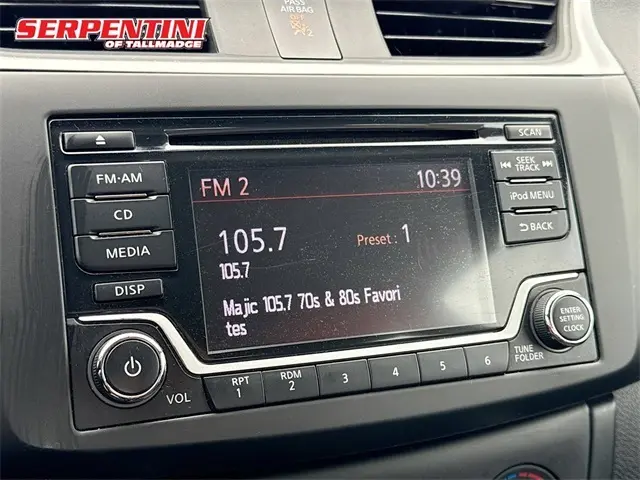 SERPENTINI
OF TALLMADGE
PASS
AIR BAG
OFF
SCAN
FM·AM
CD
MEDIA
DISP
VOL
FM 2
10:39
105.7
Preset : 1
105.7
Majic 105.7 70s & 80s Favori
tes
SEEK
TRACK
iPod MENU
BACK
ENTER
SETTING
CLOCK
TUNE
FOLDER
RPT
1
RDM
2
3
4
5
6